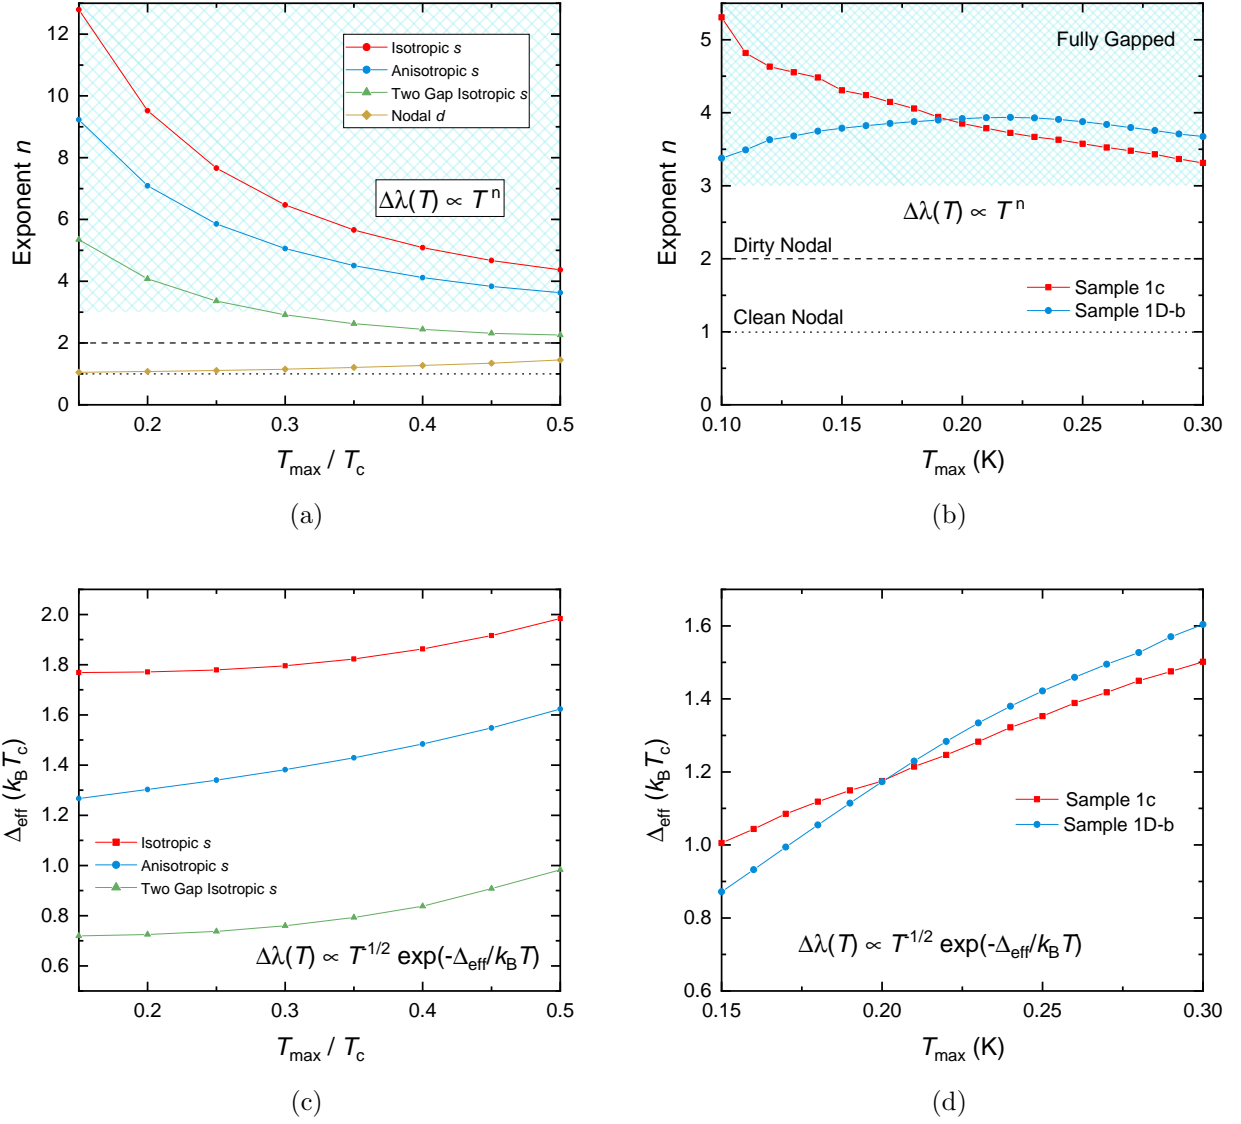 Isotropic s
Anisotropic s
Two Gap Isotropic s
Nodal d
Δλ(T) ∝ T^n
Exponent n
0
2
4
6
8
10
12
0.2
0.3
0.4
0.5
T_max / T_c
(a)
Fully Gapped
Δλ(T) ∝ T^n
Dirty Nodal
Clean Nodal
Sample 1c
Sample 1D-b
Exponent n
0
1
2
3
4
5
0.10
0.15
0.20
0.25
0.30
T_max (K)
(b)
Isotropic s
Anisotropic s
Two Gap Isotropic s
Δλ(T) ∝ T^-1/2 exp(-Δ_eff/k_BT)
Δ_eff (k_BT_c)
0.6
0.8
1.0
1.2
1.4
1.6
1.8
2.0
0.2
0.3
0.4
0.5
T_max / T_c
(c)
Sample 1c
Sample 1D-b
Δλ(T) ∝ T^-1/2 exp(-Δ_eff/k_BT)
Δ_eff (k_BT_c)
0.6
0.8
1.0
1.2
1.4
1.6
0.15
0.20
0.25
0.30
T_max (K)
(d)